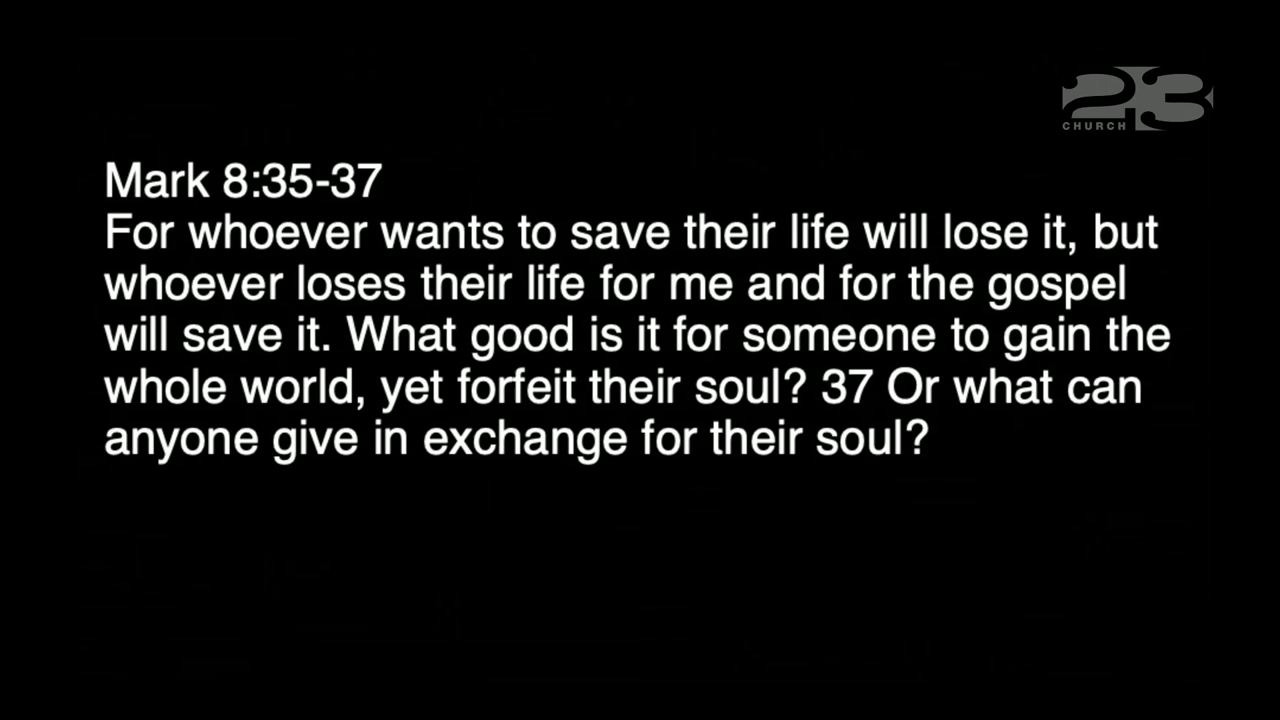 23
CHURCH
Mark 8:35-37
For whoever wants to save their life will lose it, but
whoever loses their life for me and for the gospel
will save it. What good is it for someone to gain the
whole world, yet forfeit their soul? 37 Or what can
anyone give in exchange for their soul?